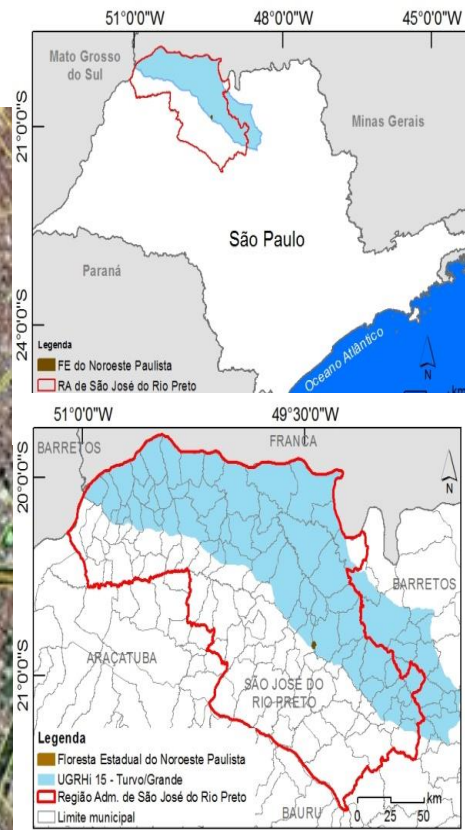 51°0'0"W 48°0'0"W 45°0'0"W
Mato Grosso
do Sul
21°0'0"S
Minas Gerais
São Paulo
Paraná
24°0'0"S
Oceano Atlântico
Legenda
FE do Noroeste Paulista
RA de São José do Rio Preto
N
km
51°0'0"W 49°30'0"W
BARRETOS
FRANCA
20°0'0"S
N
BARRETOS
21°0'0"S
ARAÇATUBA
SÃO JOSÉ DO
RIO PRETO
Legenda
Floresta Estadual do Noroeste Paulista
UGRHi 15 - Turvo/Grande
Região Adm. de São José do Rio Preto
Limite municipal
BAURU
km
0 25 50